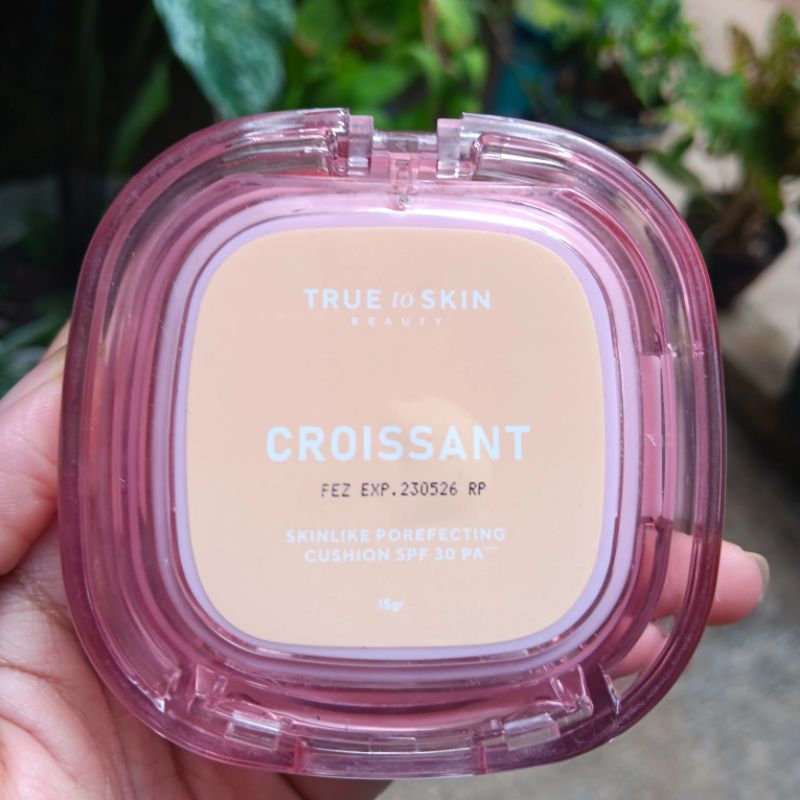 TRUE to SKIN
BEAUTY
CROISSANT
FEZ EXP.230526 RP
SKINLIKE POREFECTING
CUSHION SPF 30 PA++++
15gr